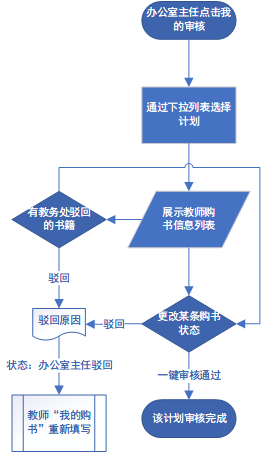 办公室主任点击我
的审核
通过下拉列表选择
计划
有教务处驳回
的书籍
展示教师购
书信息列表
驳回
驳回原因
驳回
更改某条购书
状态
状态：办公室主任驳回
一键审核通过
教师“我的购
书”重新填写
该计划审核完成